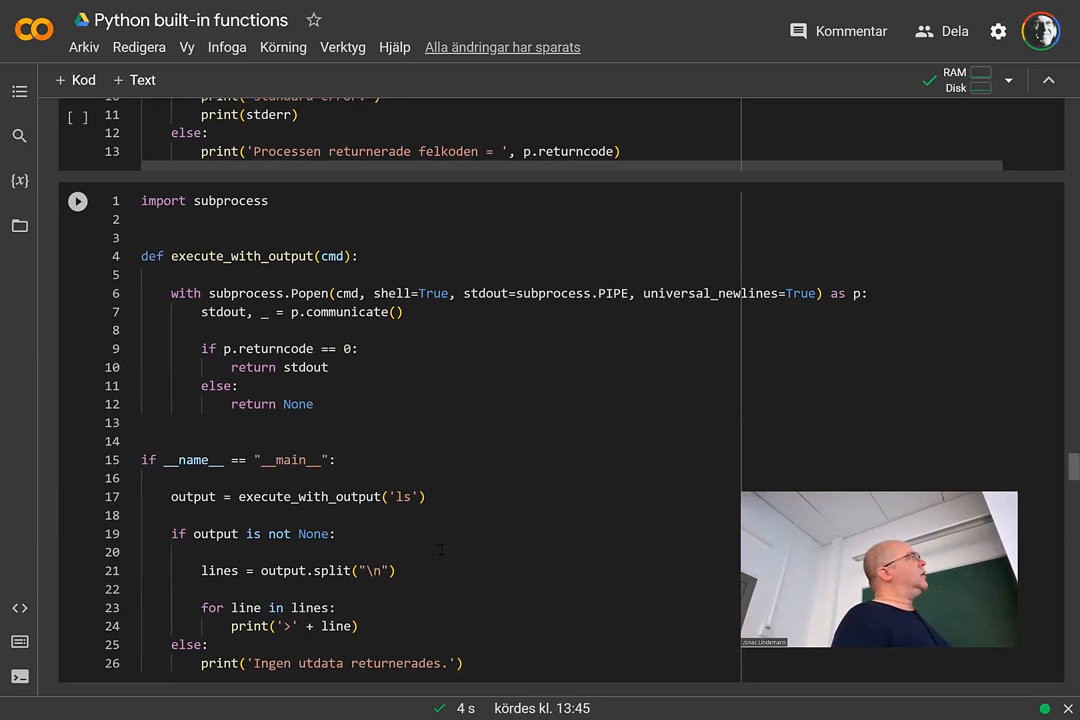 Python built-in functions
Arkiv Redigera Vy Infoga Körning Verktyg Hjälp Alla ändringar har sparats
Kommentar
Dela
+ Kod + Text
RAM
Disk
10 print('Standard error:')
[ ] 11 print(stderr)
12 else:
13 print('Processen returnerade felkoden = ', p.returncode)
1 import subprocess
2
3
4 def execute_with_output(cmd):
5
6 with subprocess.Popen(cmd, shell=True, stdout=subprocess.PIPE, universal_newlines=True) as p:
7 stdout, _ = p.communicate()
8
9 if p.returncode == 0:
10 return stdout
11 else:
12 return None
13
14
15 if __name__ == "__main__":
16
17 output = execute_with_output('ls')
18
19 if output is not None:
20
21 lines = output.split("\n")
22
23 for line in lines:
24 print('>' + line)
25 else:
26 print('Ingen utdata returnerades.')
{x}
<>
Jonas Lindemann
4 s kördes kl. 13:45